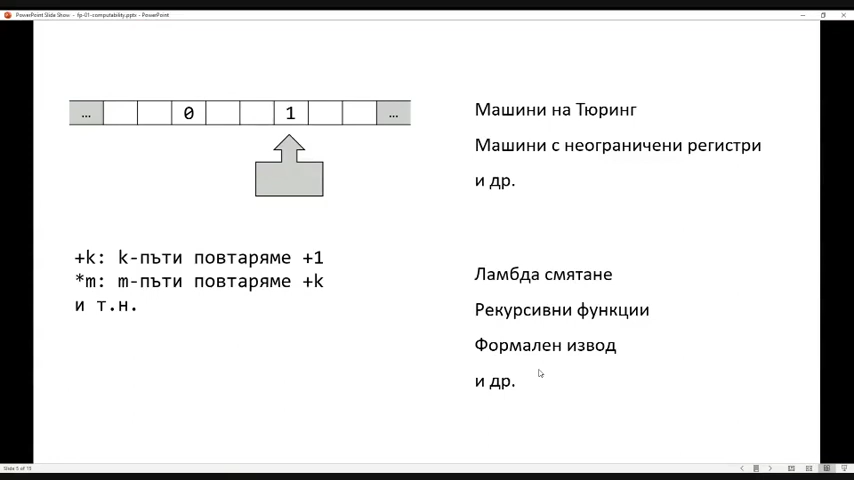 PowerPoint Slide Show - fp-01-computability.pptx - PowerPoint
... 0 1 ...
Машини на Тюринг
Машини с неограничени регистри
и др.
+k: k-пъти повтаряме +1
*m: m-пъти повтаряме +k
и т.н.
Ламбда смятане
Рекурсивни функции
Формален извод
и др.
Slide 5 of 18